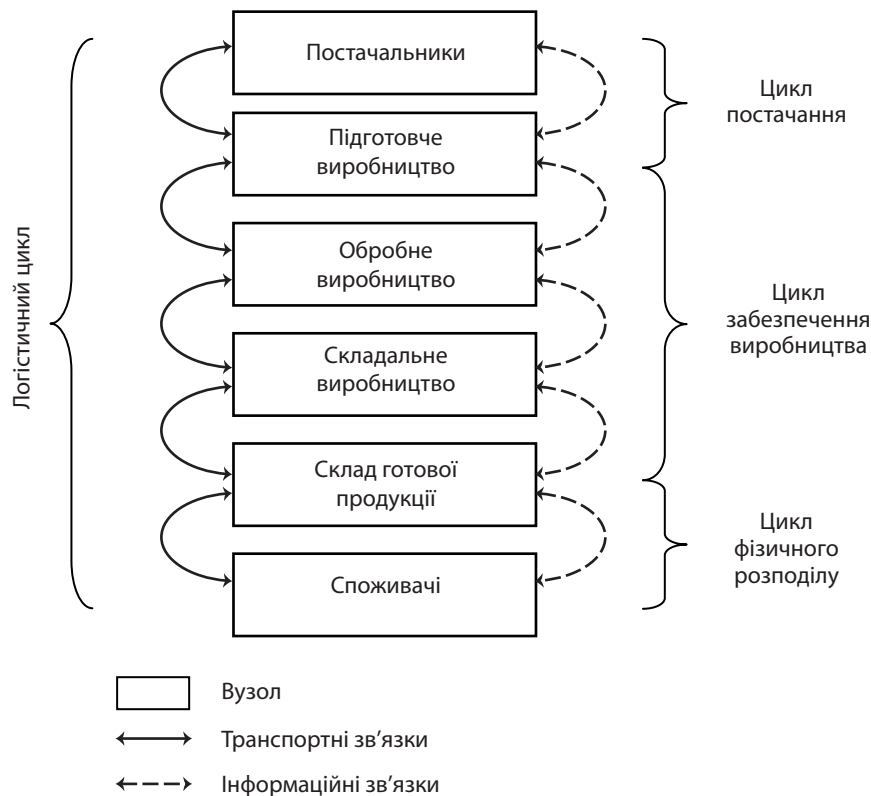 Постачальники
Підготовче
виробництво
Обробне
виробництво
Складальне
виробництво
Склад готової
продукції
Споживачі
Логістичний цикл
Цикл
постачання
Цикл
забезпечення
виробництва
Цикл
фізичного
розподілу
Вузол
Транспортні зв'язки
Інформаційні зв'язки